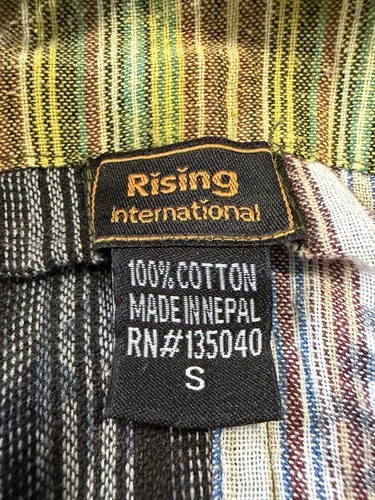 Rising
International
100% COTTON
MADE IN NEPAL
RN#135040
S